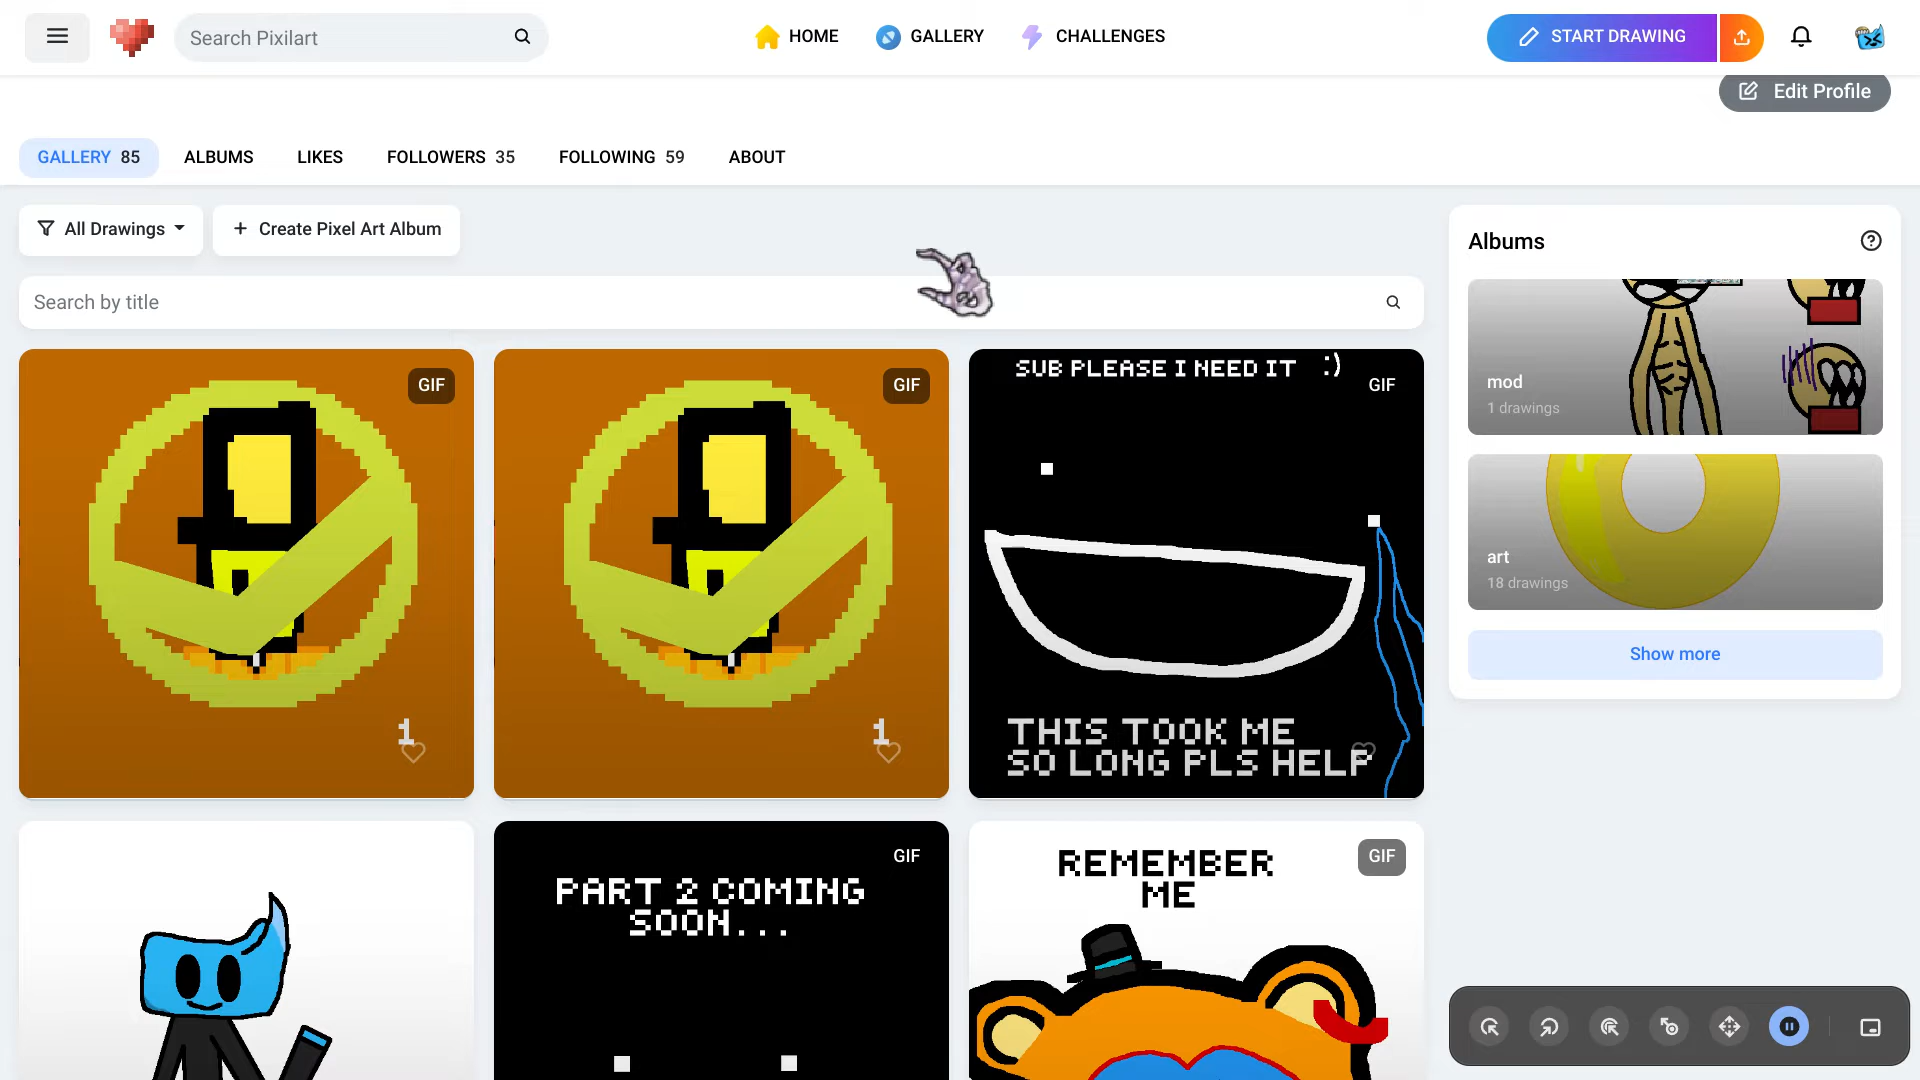 Search Pixilart
HOME
GALLERY
CHALLENGES
START DRAWING
Edit Profile
GALLERY 85
ALBUMS
LIKES
FOLLOWERS 35
FOLLOWING 59
ABOUT
All Drawings
+ Create Pixel Art Album
Search by title
Albums
mod
1 drawings
art
18 drawings
Show more
GIF
1
GIF
1
SUB PLEASE I NEED IT :)
GIF
THIS TOOK ME
SO LONG PLS HELP
GIF
PART 2 COMING
SOON...
REMEMBER
ME
GIF